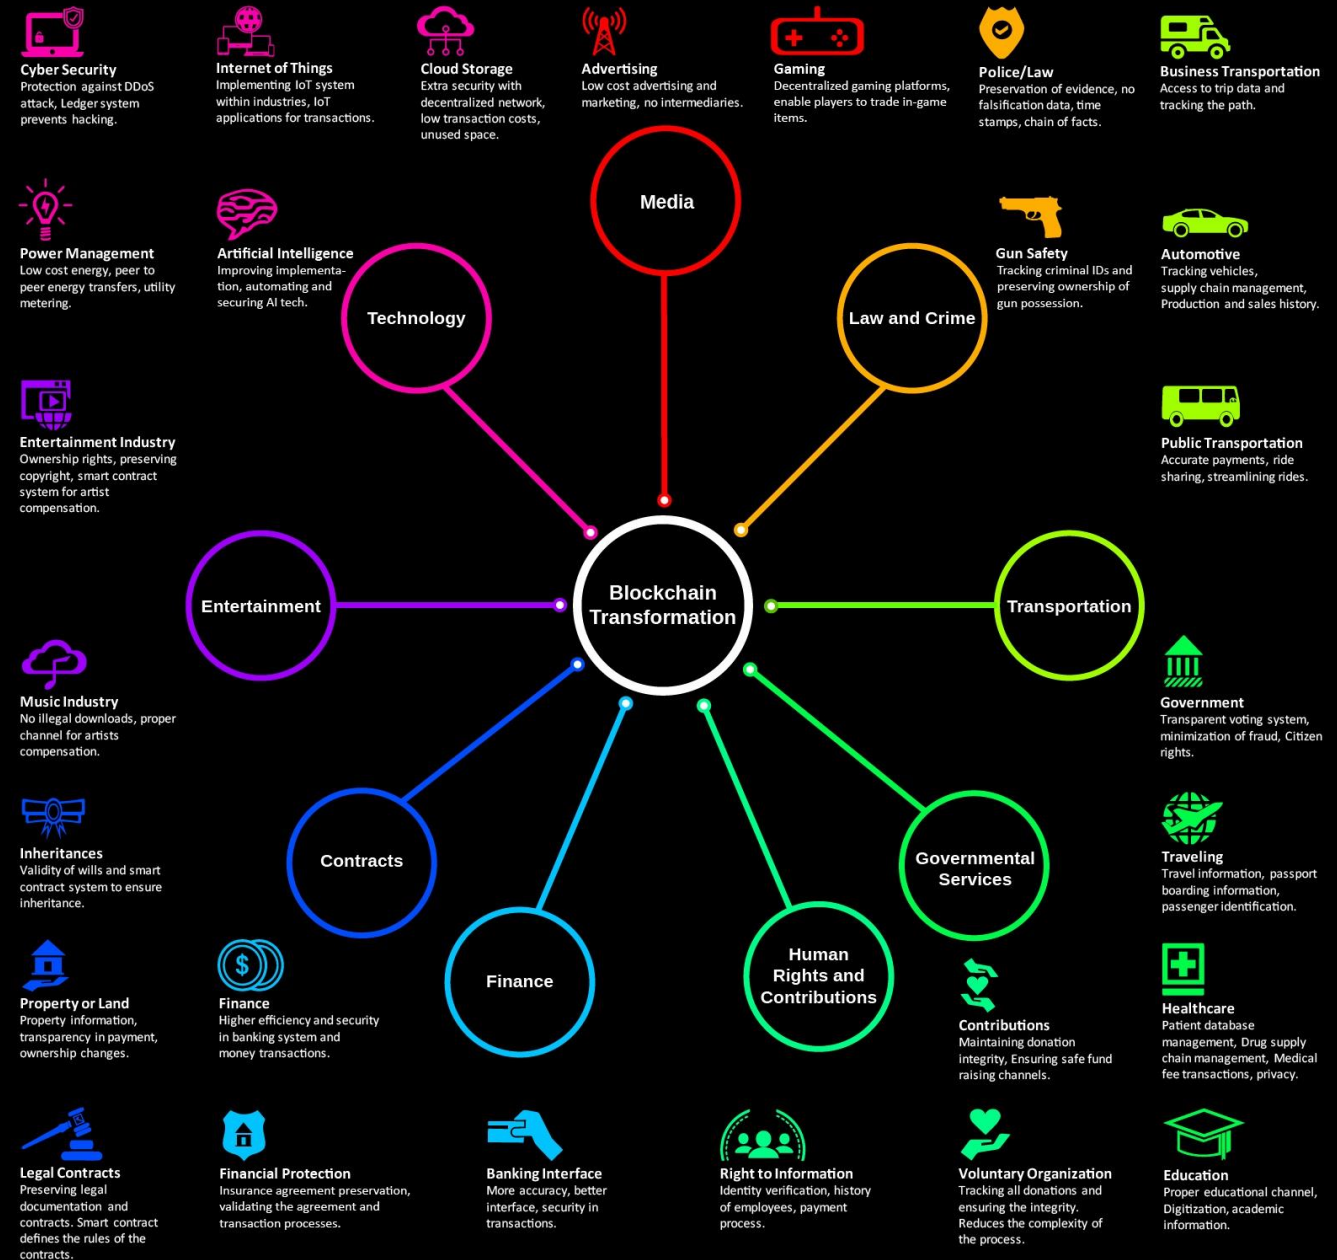 Cyber Security
Protection against DDoS
attack, Ledger system
prevents hacking.
Internet of Things
Implementing IoT system
within industries, IoT
applications for transactions.
Cloud Storage
Extra security with
decentralized network,
low transaction costs,
unused space.
Advertising
Low cost advertising and
marketing, no intermediaries.
Gaming
Decentralized gaming platforms,
enable players to trade in-game
items.
Police/Law
Preservation of evidence, no
falsification data, time
stamps, chain of facts.
Business Transportation
Access to trip data and
tracking the path.
Power Management
Low cost energy, peer to
peer energy transfers, utility
metering.
Artificial Intelligence
Improving implementa-
tion, automating and
securing AI tech.
Technology
Media
Law and Crime
Gun Safety
Tracking criminal IDs and
preserving ownership of
gun possession.
Automotive
Tracking vehicles,
supply chain management,
Production and sales history.
Entertainment Industry
Ownership rights, preserving
copyright, smart contract
system for artist
compensation.
Public Transportation
Accurate payments, ride
sharing, streamlining rides.
Entertainment
Blockchain
Transformation
Transportation
Music Industry
No illegal downloads, proper
channel for artists
compensation.
Government
Transparent voting system,
minimization of fraud, Citizen
rights.
Inheritances
Validity of wills and smart
contract system to ensure
inheritance.
Contracts
Governmental
Services
Traveling
Travel information, passport
boarding information,
passenger identification.
Property or Land
Property information,
transparency in payment,
ownership changes.
$
Finance
Higher efficiency and security
in banking system and
money transactions.
Finance
Human
Rights and
Contributions
Contributions
Maintaining donation
integrity, Ensuring safe fund
raising channels.
Healthcare
Patient database
management, Drug supply
chain management, Medical
fee transactions, privacy.
Legal Contracts
Preserving legal
documentation and
contracts. Smart contract
defines the rules of the
contracts.
Financial Protection
Insurance agreement preservation,
validating the agreement and
transaction processes.
Banking Interface
More accuracy, better
interface, security in
transactions.
Right to Information
Identity verification, history
of employees, payment
process.
Voluntary Organization
Tracking all donations and
ensuring the integrity.
Reduces the complexity of
the process.
Education
Proper educational channel,
Digitization, academic
information.